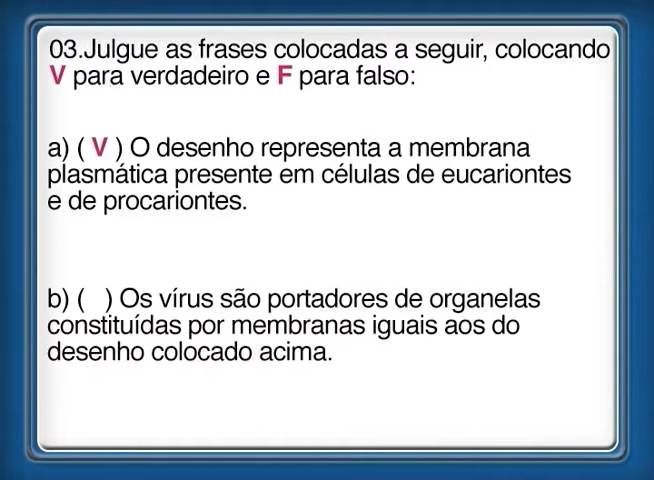 03.Julgue as frases colocadas a seguir, colocando
V para verdadeiro e F para falso:
a) ( V ) O desenho representa a membrana
plasmática presente em células de eucariontes
e de procariontes.
b) (   ) Os vírus são portadores de organelas
constituídas por membranas iguais aos do
desenho colocado acima.